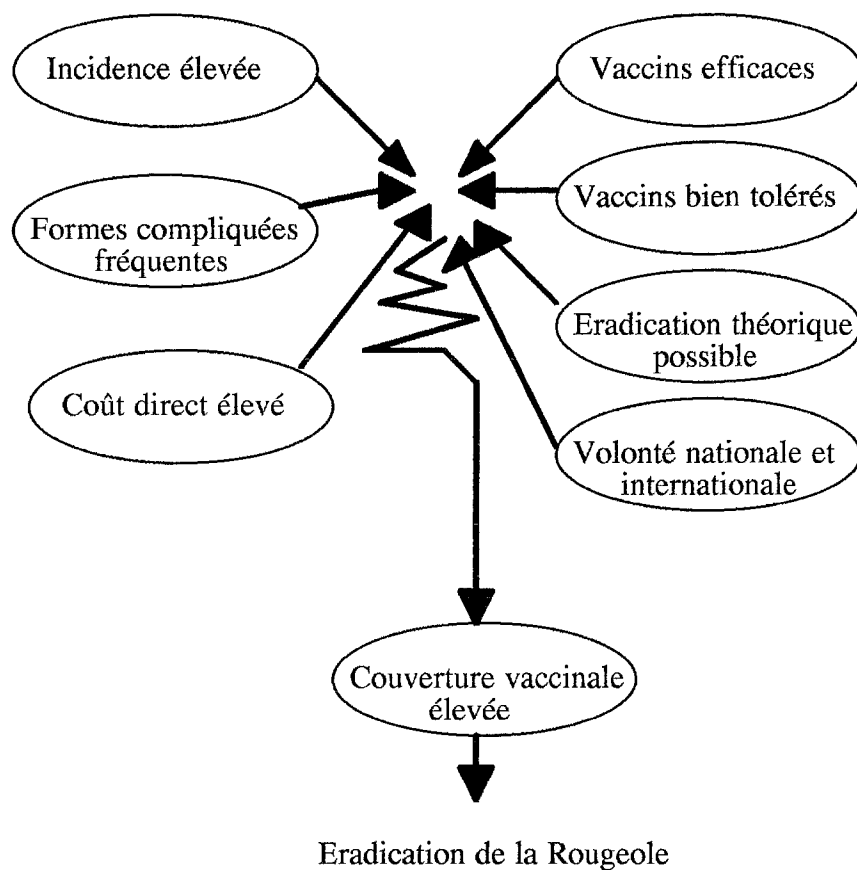 Incidence élevée
Vaccins efficaces
Formes compliquées
fréquentes
Vaccins bien tolérés
Coût direct élevé
Eradication théorique
possible
Volonté nationale et
internationale
Couverture vaccinale
élevée
Eradication de la Rougeole